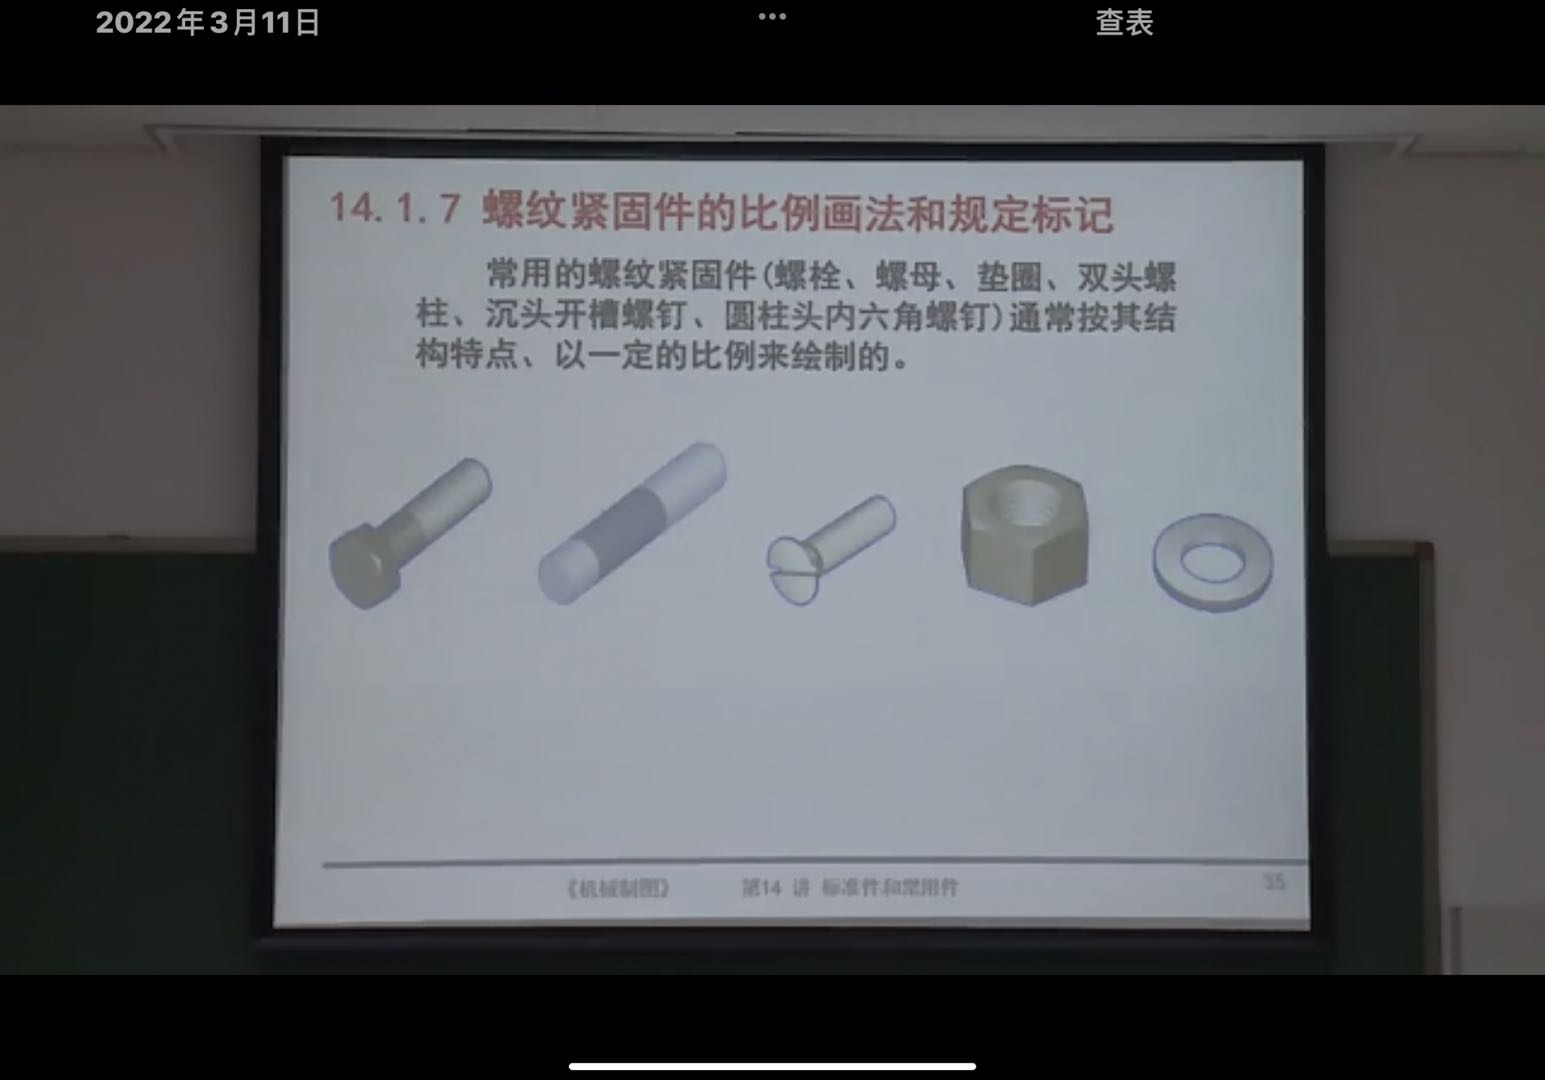 2022年3月11日
查表
14.1.7 螺纹紧固件的比例画法和规定标记
常用的螺纹紧固件(螺栓、螺母、垫圈、双头螺
柱、沉头开槽螺钉、圆柱头内六角螺钉)通常按其结
构特点、以一定的比例来绘制的。
《机械制图》 第14 讲 标准件和常用件
35